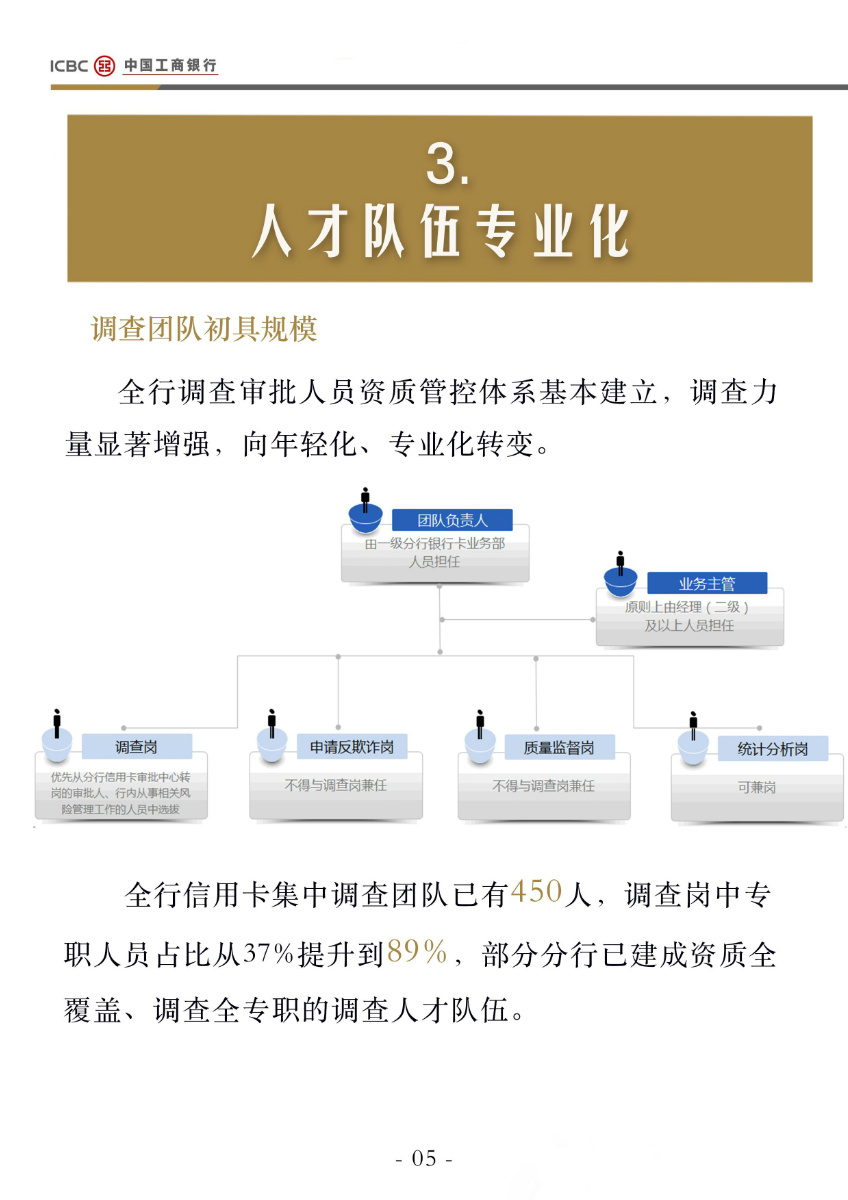 ICBC 中国工商银行
3.
人才队伍专业化
调查团队初具规模
全行调查审批人员资质管控体系基本建立，调查力
量显著增强，向年轻化、专业化转变。
团队负责人
由一级分行银行卡业务部
人员担任
业务主管
原则上由经理（二级）
及以上人员担任
调查岗
优先从分行信用卡审批中心转
岗的审批人、行内从事相关风
险管理工作的人员中选拔
申请反欺诈岗
不得与调查岗兼任
质量监督岗
不得与调查岗兼任
统计分析岗
可兼岗
全行信用卡集中调查团队已有450人，调查岗中专
职人员占比从37%提升到89%，部分分行已建成资质全
覆盖、调查全专职的调查人才队伍。
- 05 -